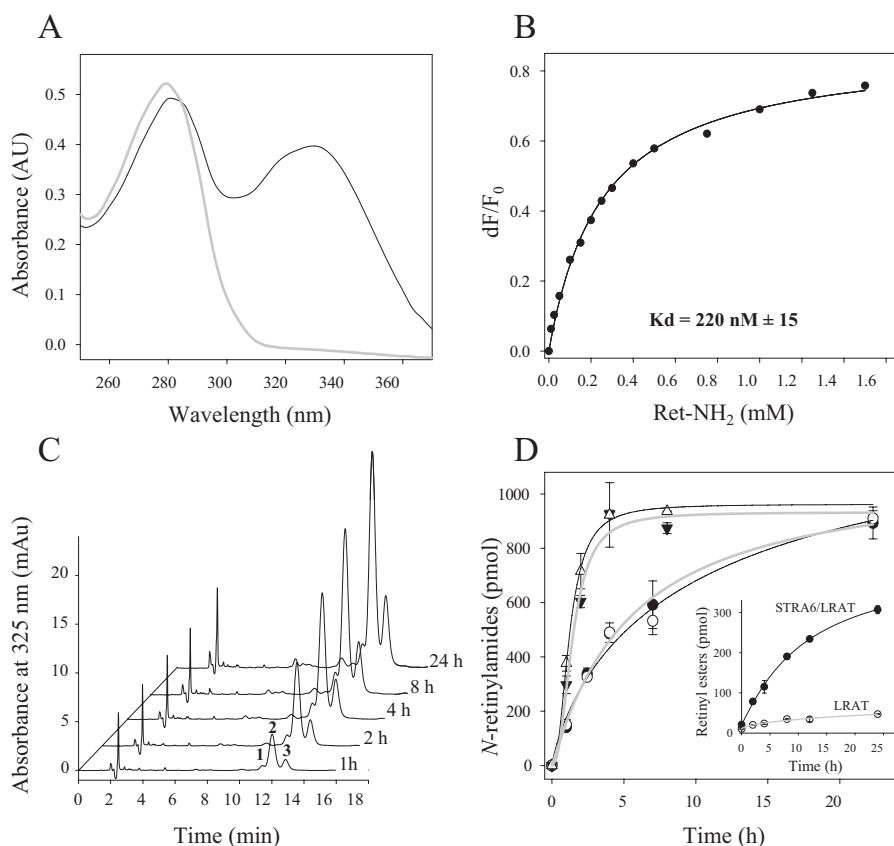 A
Absorbance (AU)
0.5
0.4
0.3
0.2
0.1
0.0
260 280 300 320 340 360
Wavelength (nm)
B
dF/F0
0.8
0.6
0.4
0.2
0.0
Kd = 220 nM ± 15
0.0 0.2 0.4 0.6 0.8 1.0 1.2 1.4 1.6
Ret-NH2 (mM)
C
Absorbance at 325 nm (mAu)
20
15
10
5
0
24 h
8 h
4 h
2 h
1h
1 2 3
0 2 4 6 8 10 12 14 16 18
Time (min)
D
N-retinylamides (pmol)
1000
800
600
400
200
0
0 5 10 15 20
Time (h)
Retinyl esters (pmol)
300
200
100
0
STRA6/LRAT
LRAT
0 5 10 15 20 25
Time (h)